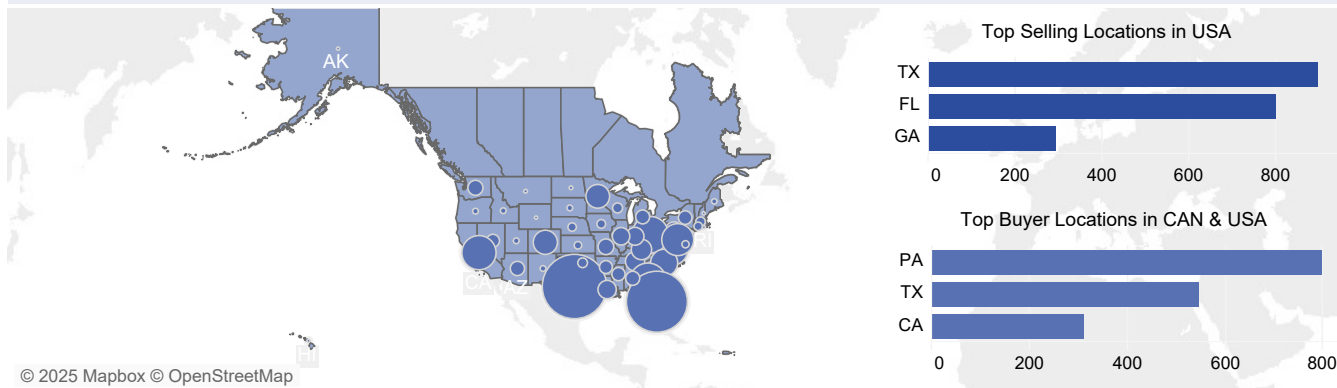 AK
RI
CA
AZ
HI
© 2025 Mapbox © OpenStreetMap
Top Selling Locations in USA
TX
FL
GA
0 200 400 600 800
Top Buyer Locations in CAN & USA
PA
TX
CA
0 200 400 600 800